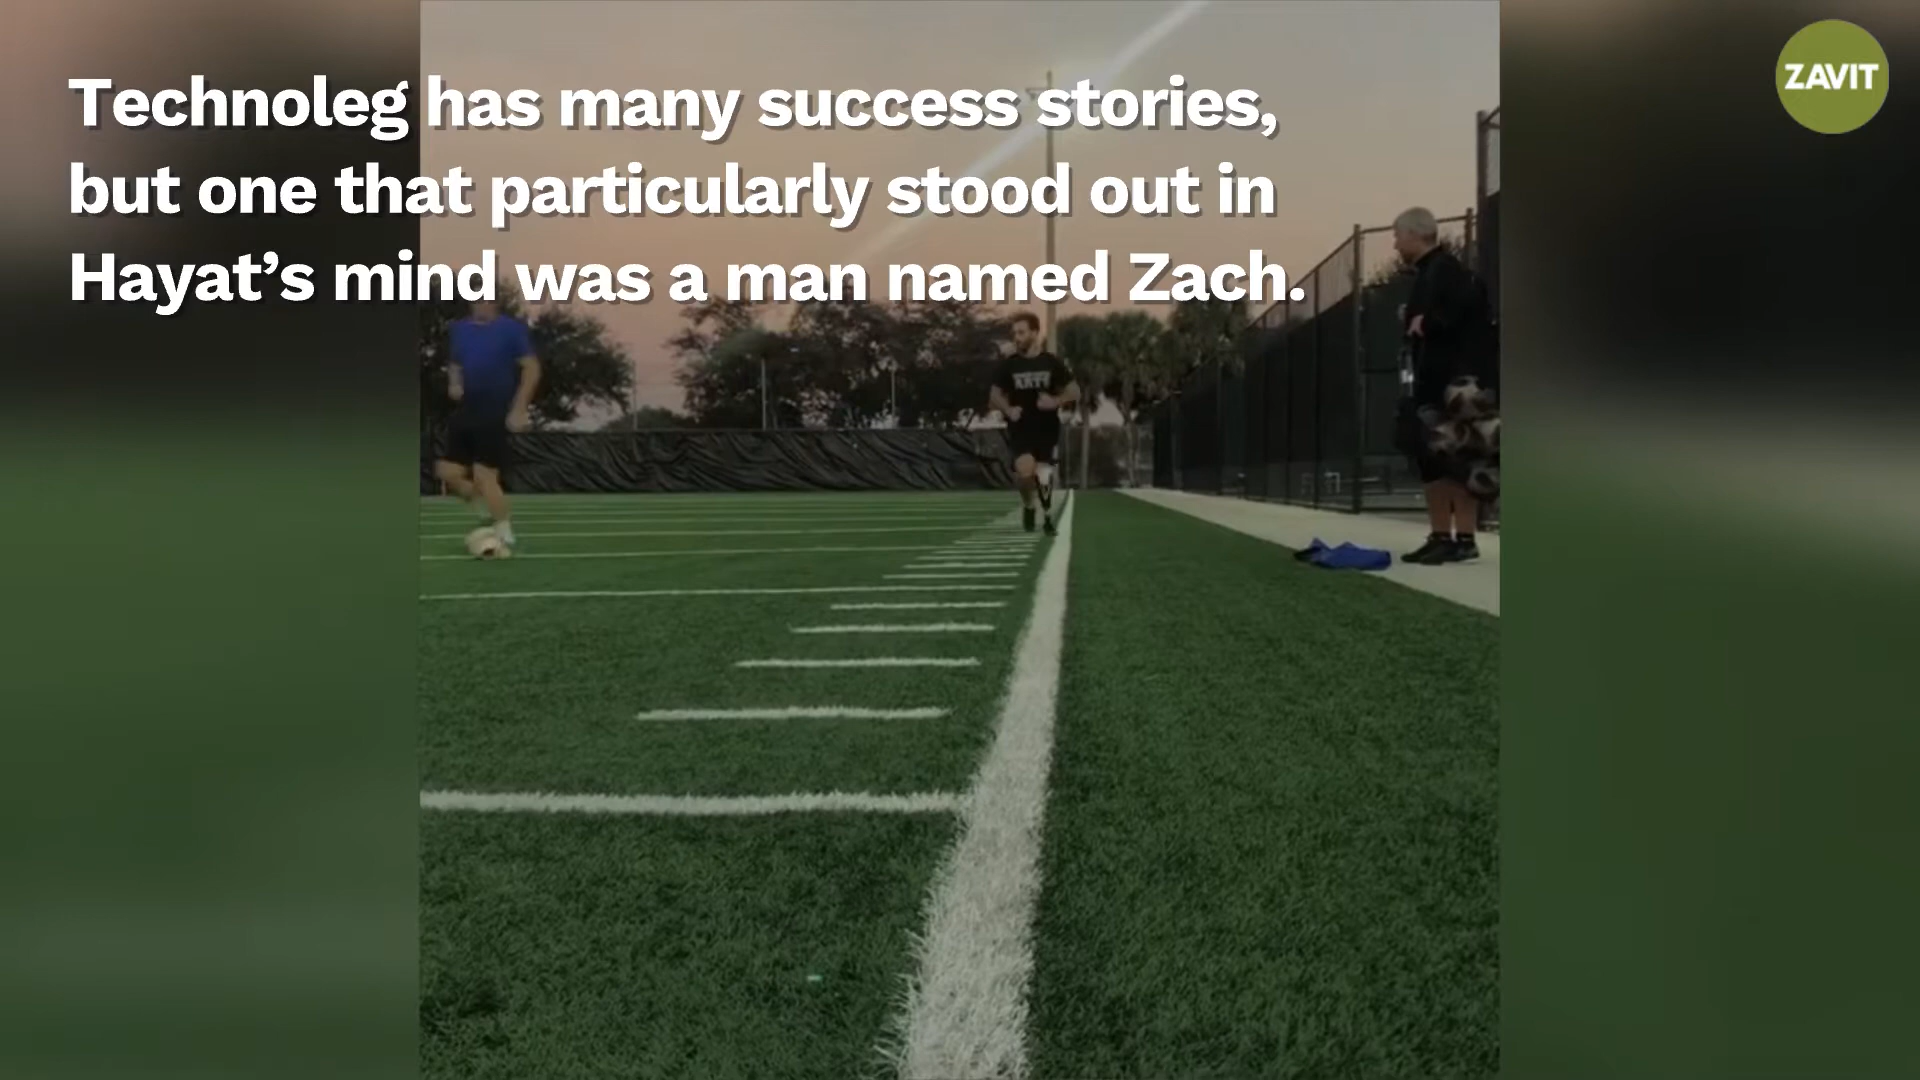 Technoleg has many success stories,
but one that particularly stood out in
Hayat’s mind was a man named Zach.
ZAVIT